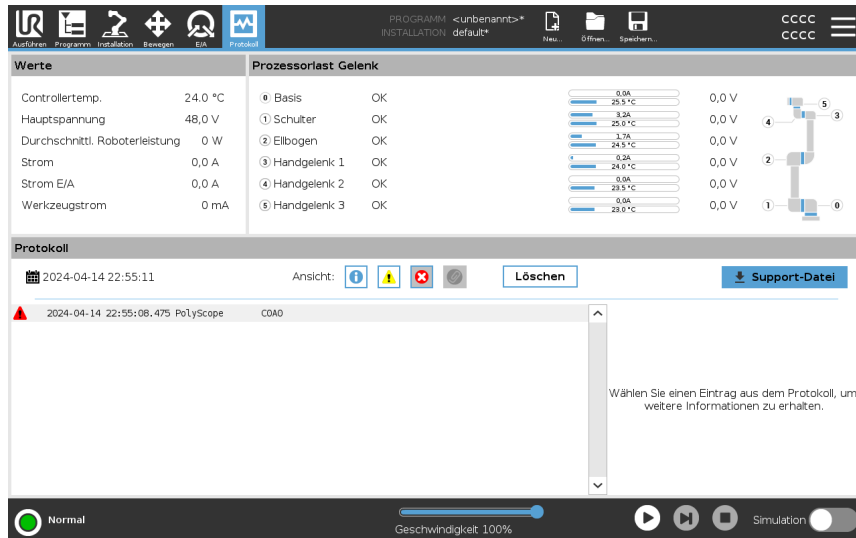 PROGRAMM <unbenannt>*
INSTALLATION default*
Ausführen Programm Installation Bewegen E/A Protokoll
Neu... Öffnen... Speichern...
cccc
cccc
Werte
Controllertemp. 24.0 °C
Hauptspannung 48,0 V
Durchschnittl. Roboterleistung 0 W
Strom 0,0 A
Strom E/A 0,0 A
Werkzeugstrom 0 mA
Prozessorlast Gelenk
0 Basis OK 0,0A 25.5 °C 0,0 V
1 Schulter OK 3,2A 25.0 °C 0,0 V
2 Ellbogen OK 1,7A 24.5 °C 0,0 V
3 Handgelenk 1 OK 0,2A 24.0 °C 0,0 V
4 Handgelenk 2 OK 0,0A 23.5 °C 0,0 V
5 Handgelenk 3 OK 0,0A 23.0 °C 0,0 V
5
4 3
2
1 0
Protokoll
2024-04-14 22:55:11 Ansicht: Löschen Support-Datei
2024-04-14 22:55:08.475 PolyScope C0A0
Wählen Sie einen Eintrag aus dem Protokoll, um
weitere Informationen zu erhalten.
Normal
Geschwindigkeit 100%
Simulation